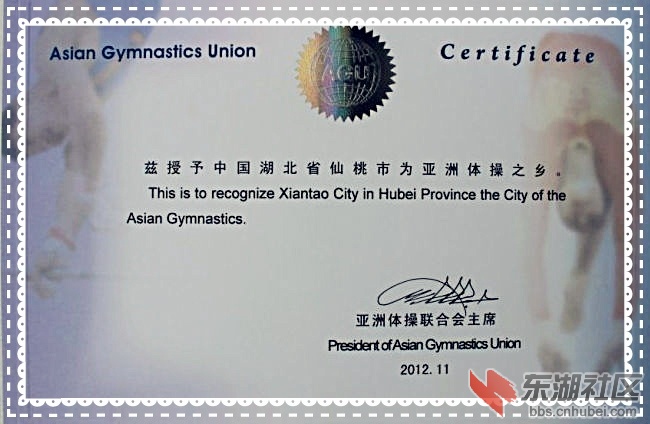 Asian Gymnastics Union
Certificate
AGU
兹授予中国湖北省仙桃市为亚洲体操之乡。
This is to recognize Xiantao City in Hubei Province the City of the
Asian Gymnastics.
亚洲体操联合会主席
President of Asian Gymnastics Union
2012.11
东湖社区
bbs.cnhubei.com